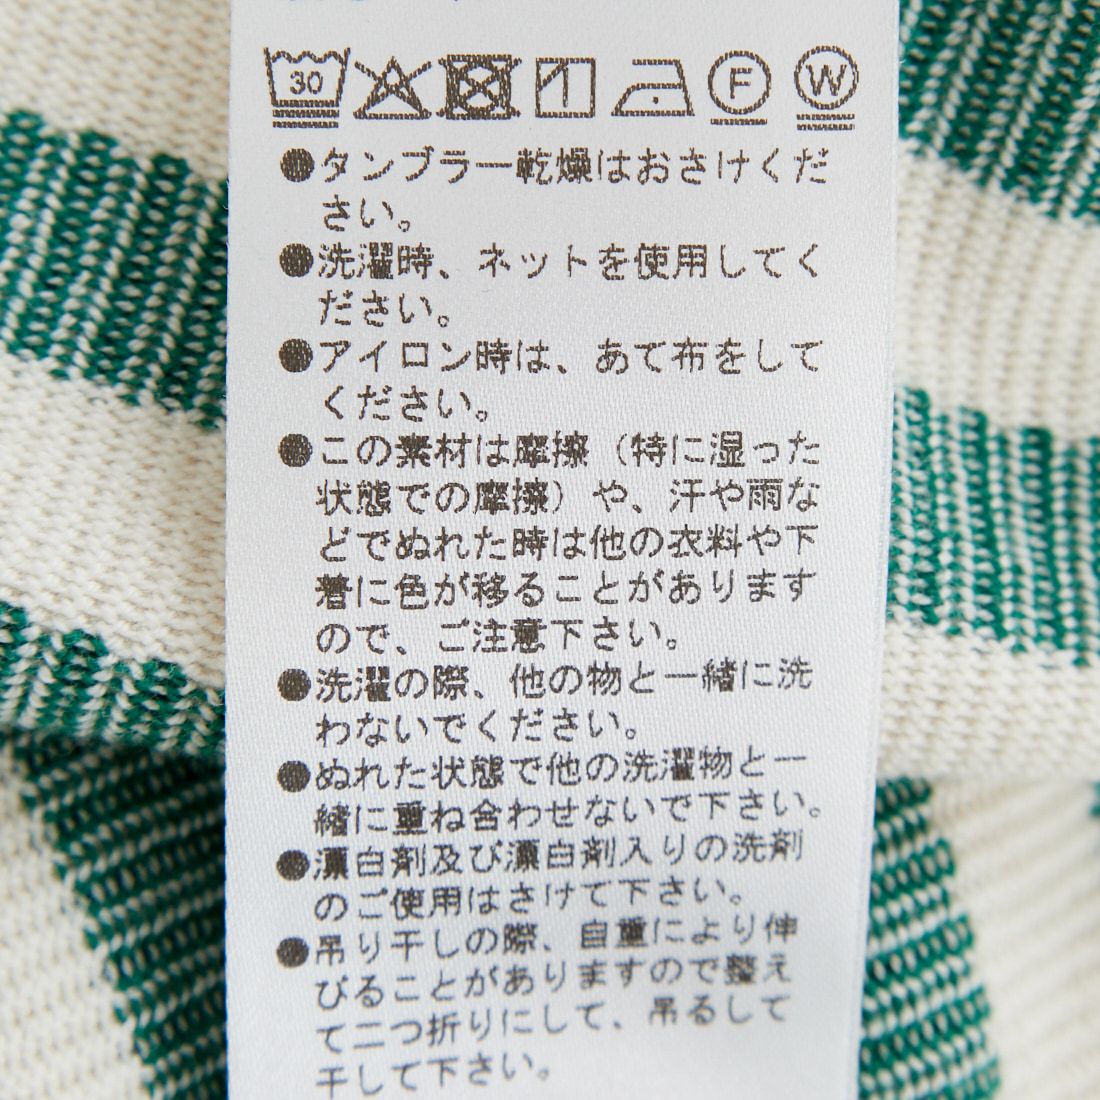 30 F W
●タンブラー乾燥はおさけくだ
さい。
●洗濯時、ネットを使用してく
ださい。
●アイロン時は、あて布をして
ください。
●この素材は摩擦（特に湿った
状態での摩擦）や、汗や雨な
どでぬれた時は他の衣料や下
着に色が移ることがあります
ので、ご注意下さい。
●洗濯の際、他の物と一緒に洗
わないでください。
●ぬれた状態で他の洗濯物と一
緒に重ね合わせないで下さい。
●漂白剤及び漂白剤入りの洗剤
のご使用はさけて下さい。
●吊り干しの際、自重により伸
びることがありますので整え
て二つ折りにして、吊るして
干して下さい。